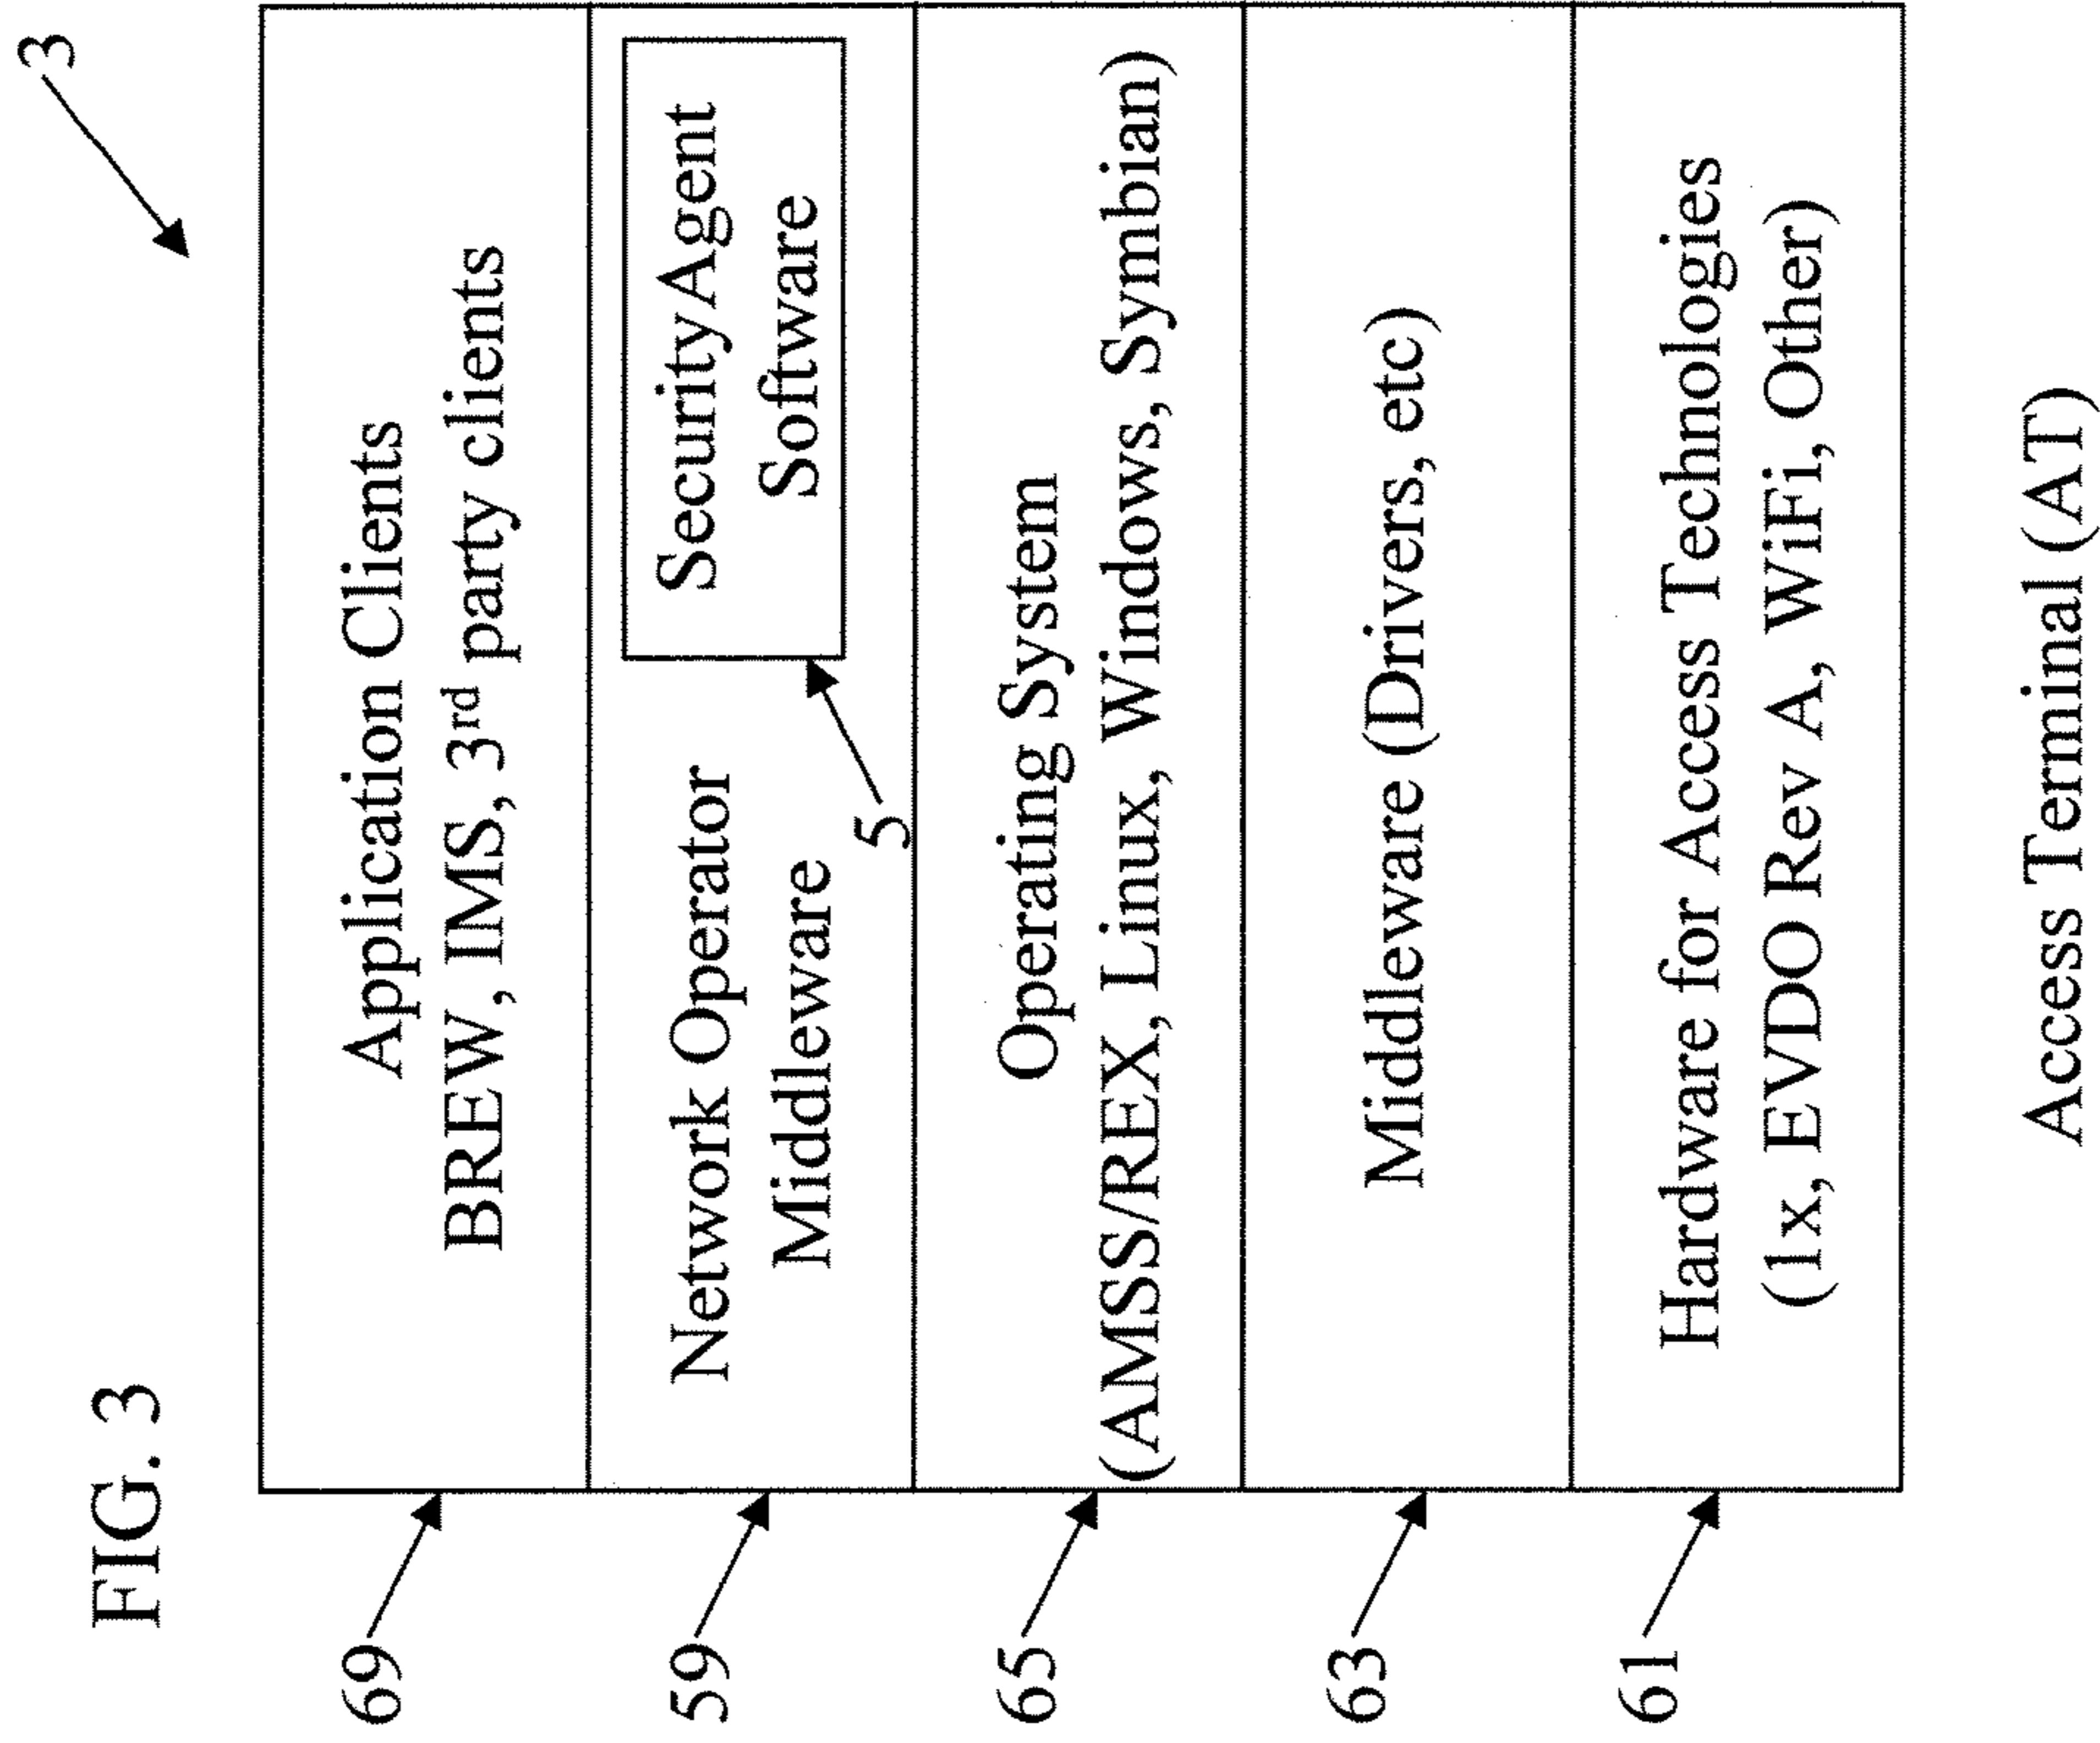 FIG. 3
3
69
Application Clients
BREW, IMS, 3rd party clients
59
Network Operator
Middleware
SecurityAgent
Software
5
65
Operating System
(AMSS/REX, Linux, Windows, Symbian)
63
Middleware (Drivers, etc)
61
Hardware for Access Technologies
(1x, EVDO Rev A, WiFi, Other)
Access Terminal (AT)